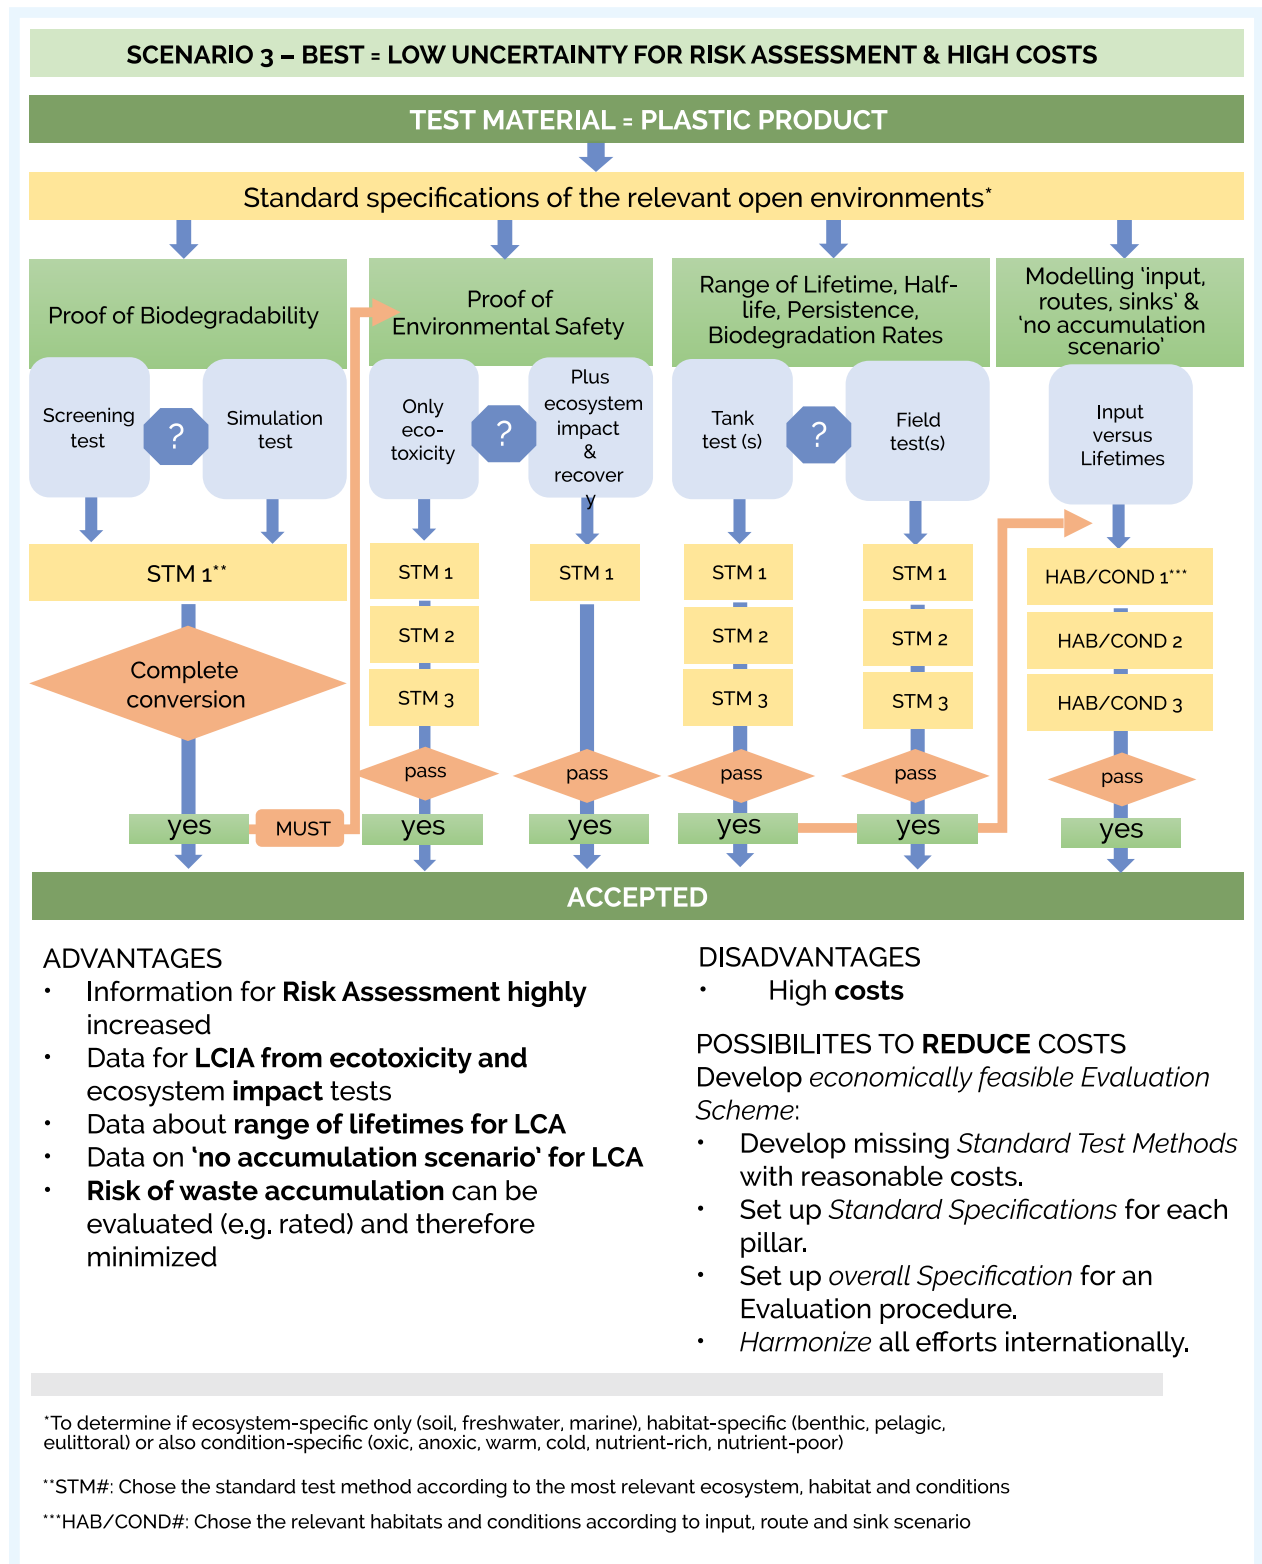 SCENARIO 3 – BEST = LOW UNCERTAINTY FOR RISK ASSESSMENT & HIGH COSTS
TEST MATERIAL = PLASTIC PRODUCT
Standard specifications of the relevant open environments*
Proof of Biodegradability
Proof of
Environmental Safety
Range of Lifetime, Half-
life, Persistence,
Biodegradation Rates
Modelling ‘input,
routes, sinks’ &
‘no accumulation
scenario’
Screening
test
?
Simulation
test
Only
eco-
toxicity
?
Plus
ecosystem
impact
&
recover
y
Tank
test (s)
?
Field
test(s)
Input
versus
Lifetimes
STM 1**
STM 1
STM 1
STM 1
STM 1
HAB/COND 1***
STM 2
STM 2
STM 2
HAB/COND 2
Complete
conversion
STM 3
STM 3
STM 3
HAB/COND 3
pass
pass
pass
pass
pass
yes
MUST
yes
yes
yes
yes
yes
ACCEPTED
ADVANTAGES
• Information for Risk Assessment highly
increased
• Data for LCIA from ecotoxicity and
ecosystem impact tests
• Data about range of lifetimes for LCA
• Data on ‘no accumulation scenario’ for LCA
• Risk of waste accumulation can be
evaluated (e.g. rated) and therefore
minimized
DISADVANTAGES
• High costs
POSSIBILITES TO REDUCE COSTS
Develop economically feasible Evaluation
Scheme:
• Develop missing Standard Test Methods
with reasonable costs.
• Set up Standard Specifications for each
pillar.
• Set up overall Specification for an
Evaluation procedure.
• Harmonize all efforts internationally.
*To determine if ecosystem-specific only (soil, freshwater, marine), habitat-specific (benthic, pelagic,
eulittoral) or also condition-specific (oxic, anoxic, warm, cold, nutrient-rich, nutrient-poor)
**STM#: Chose the standard test method according to the most relevant ecosystem, habitat and conditions
***HAB/COND#: Chose the relevant habitats and conditions according to input, route and sink scenario